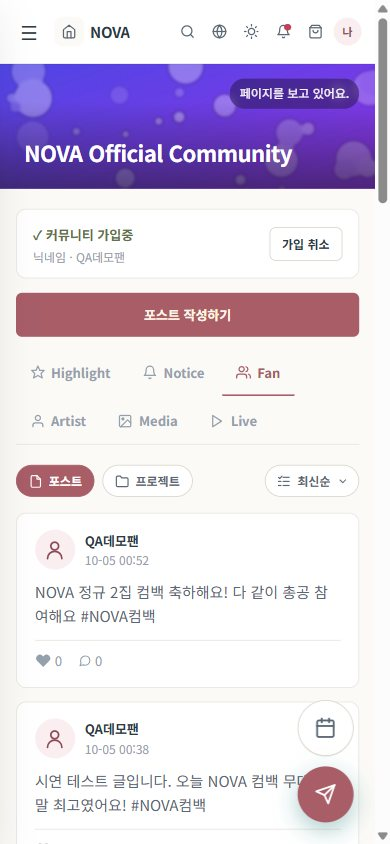 NOVA
나
페이지를 보고 있어요.
NOVA Official Community
✓ 커뮤니티 가입중
닉네임 · QA데모팬
가입 취소
포스트 작성하기
Highlight
Notice
Fan
Artist
Media
Live
포스트
프로젝트
최신순
QA데모팬
10-05 00:52
NOVA 정규 2집 컴백 축하해요! 다 같이 총공 참
여해요 #NOVA컴백
0
0
QA데모팬
10-05 00:38
시연 테스트 글입니다. 오늘 NOVA 컴백
말 최고였어요! #NOVA컴백